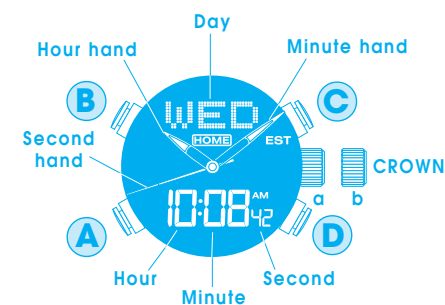 Day
Hour hand
Minute hand
B
C
WED
HOME
EST
Second
hand
CROWN
a
b
A
10:08 AM 42
D
Hour
Second
Minute